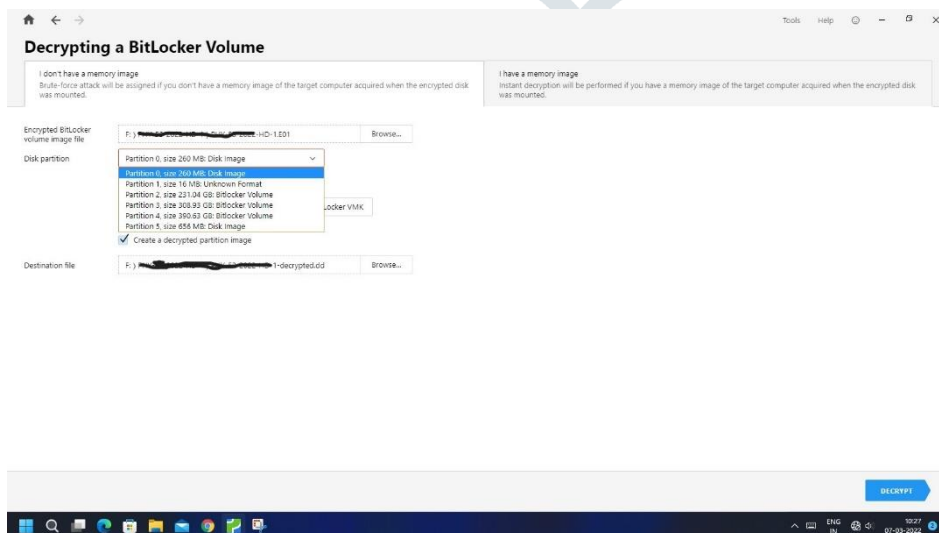 Tools Help
Decrypting a BitLocker Volume
I don't have a memory image
Brute-force attack will be assigned if you don't have a memory image of the target computer acquired when the encrypted disk
was mounted.
I have a memory image
Instant decryption will be performed if you have a memory image of the target computer acquired when the encrypted disk
was mounted.
Encrypted BitLocker
volume image file
F:\ -HD-1.E01
Browse...
Disk partition
Partition 0, size 260 MB: Disk Image
Partition 0, size 260 MB: Disk Image
Partition 1, size 16 MB: Unknown Format
Partition 2, size 231.04 GB: Bitlocker Volume
Partition 3, size 308.93 GB: Bitlocker Volume
Partition 4, size 390.63 GB: Bitlocker Volume
Partition 5, size 656 MB: Disk Image
ocker VMK
Create a decrypted partition image
Destination file
F:\ 1-decrypted.dd
Browse...
DECRYPT
ENG
IN
10:27
07-03-2022